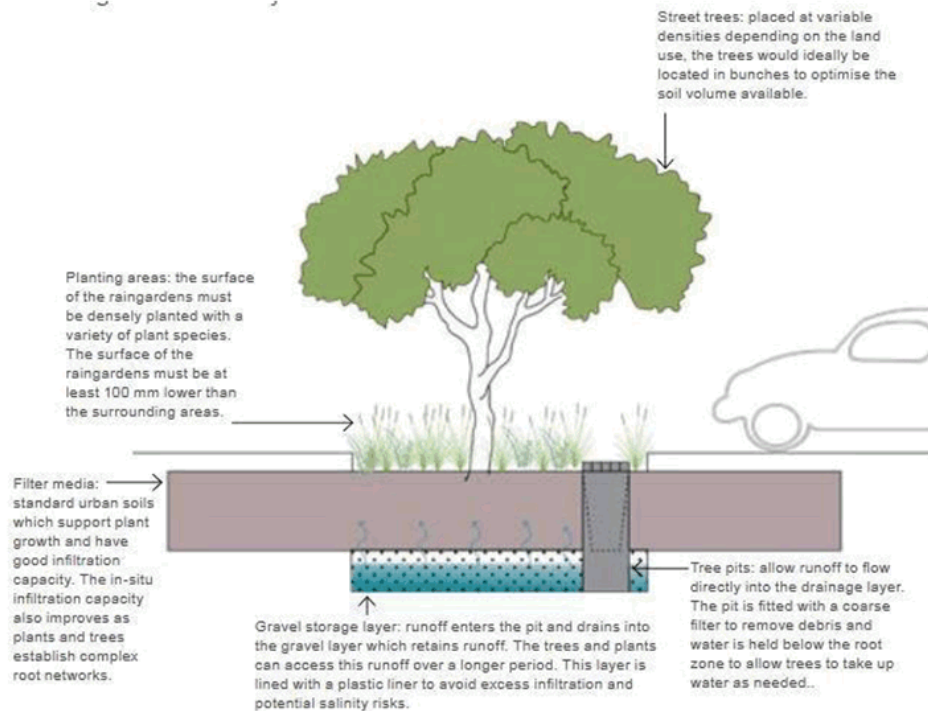 Street trees: placed at variable
densities depending on the land
use, the trees would ideally be
located in bunches to optimise the
soil volume available.
Planting areas: the surface
of the raingardens must
be densely planted with a
variety of plant species.
The surface of the
raingardens must be at
least 100 mm lower than
the surrounding areas.
Filter media:
standard urban soils
which support plant
growth and have
good infiltration
capacity. The in-situ
infiltration capacity
also improves as
plants and trees
establish complex
root networks.
Gravel storage layer: runoff enters the pit and drains into
the gravel layer which retains runoff. The trees and plants
can access this runoff over a longer period. This layer is
lined with a plastic liner to avoid excess infiltration and
potential salinity risks.
Tree pits: allow runoff to flow
directly into the drainage layer.
The pit is fitted with a coarse
filter to remove debris and
water is held below the root
zone to allow trees to take up
water as needed..